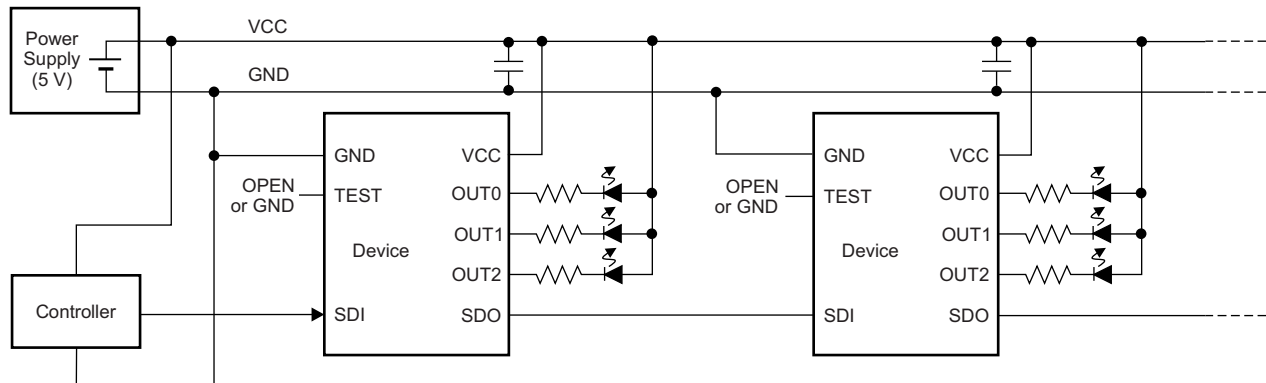 Power
Supply
(5 V)
VCC
GND
GND
VCC
OPEN
or GND
TEST
OUT0
OUT1
Device
OUT2
SDI
SDO
GND
VCC
OPEN
or GND
TEST
OUT0
OUT1
Device
OUT2
SDI
SDO
Controller